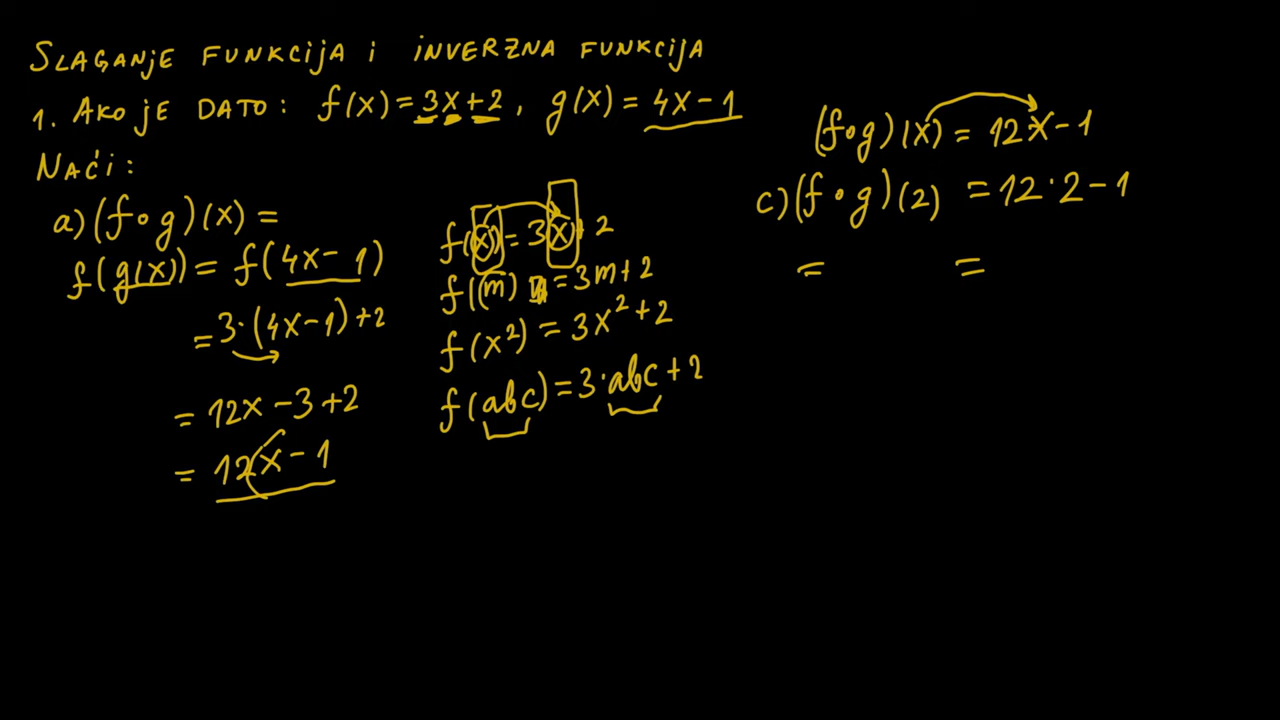 SLAGANJE FUNKCIJA I INVERZNA FUNKCIJA
1. AKO JE DATO: f(x) = 3x+2, g(x) = 4x-1
NAĆI:
a) (f∘g)(x) =
f(g(x)) = f(4x-1)
= 3·(4x-1)+2
= 12x-3+2
= 12x-1
f(x) = 3x+2
f(m) = 3m+2
f(x²) = 3x²+2
f(abc) = 3·abc+2
(f∘g)(x) = 12x-1
c) (f∘g)(2) = 12·2-1
= =